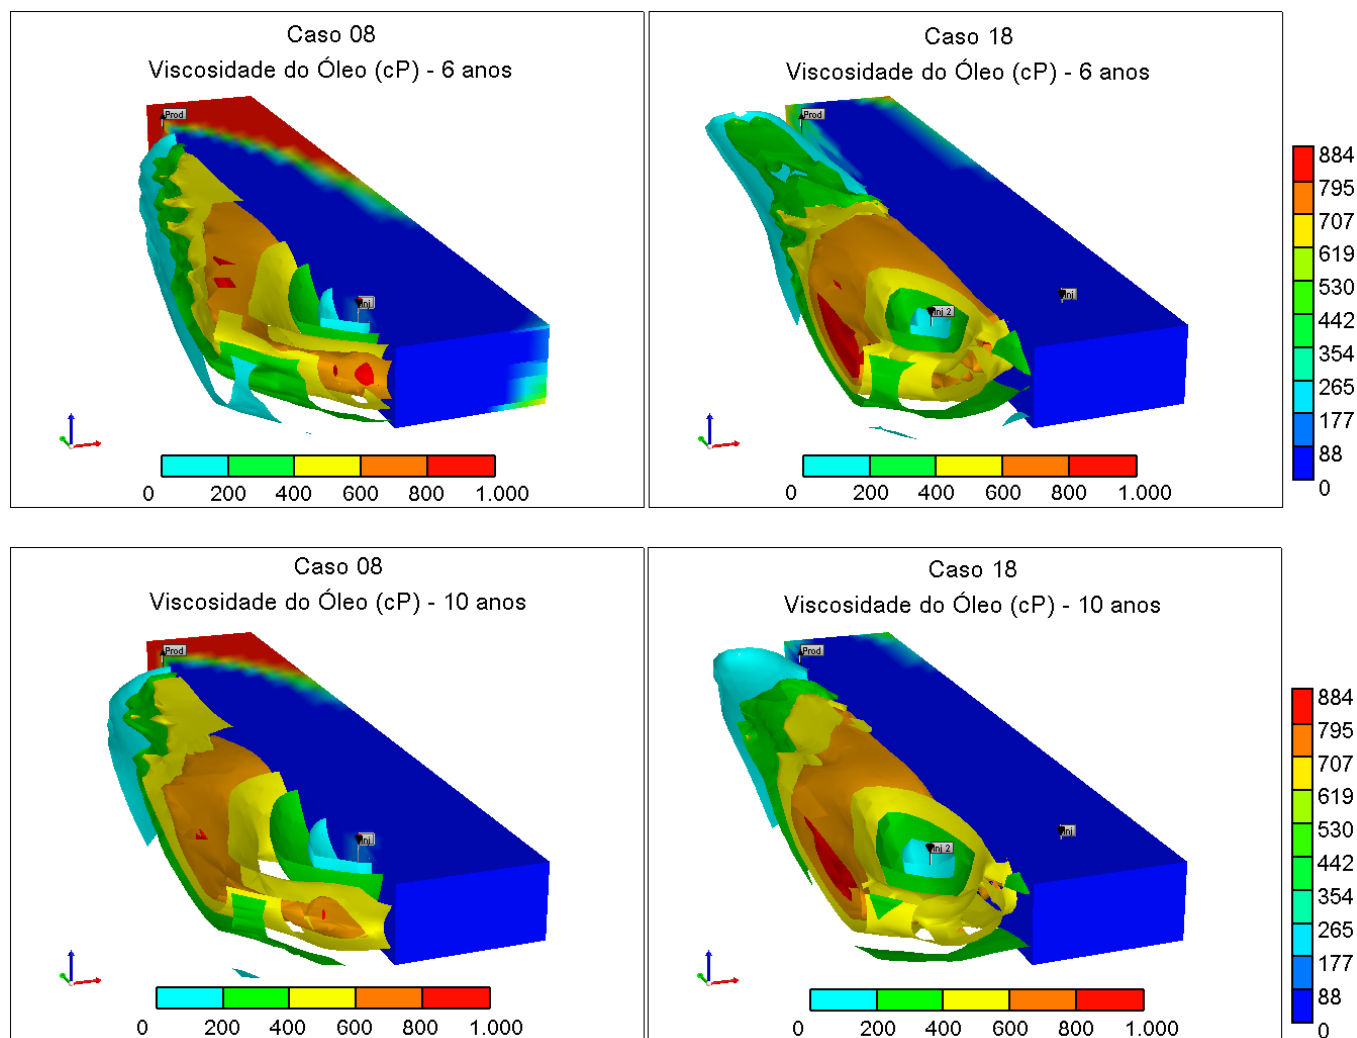 Caso 08
Viscosidade do Óleo (cP) - 6 anos
Prod
Inj
0 200 400 600 800 1.000
Caso 18
Viscosidade do Óleo (cP) - 6 anos
Prod
Inj
Inj 2
0 200 400 600 800 1.000
884
795
707
619
530
442
354
265
177
88
0
Caso 08
Viscosidade do Óleo (cP) - 10 anos
Prod
Inj
0 200 400 600 800 1.000
Caso 18
Viscosidade do Óleo (cP) - 10 anos
Prod
Inj
Inj 2
0 200 400 600 800 1.000
884
795
707
619
530
442
354
265
177
88
0